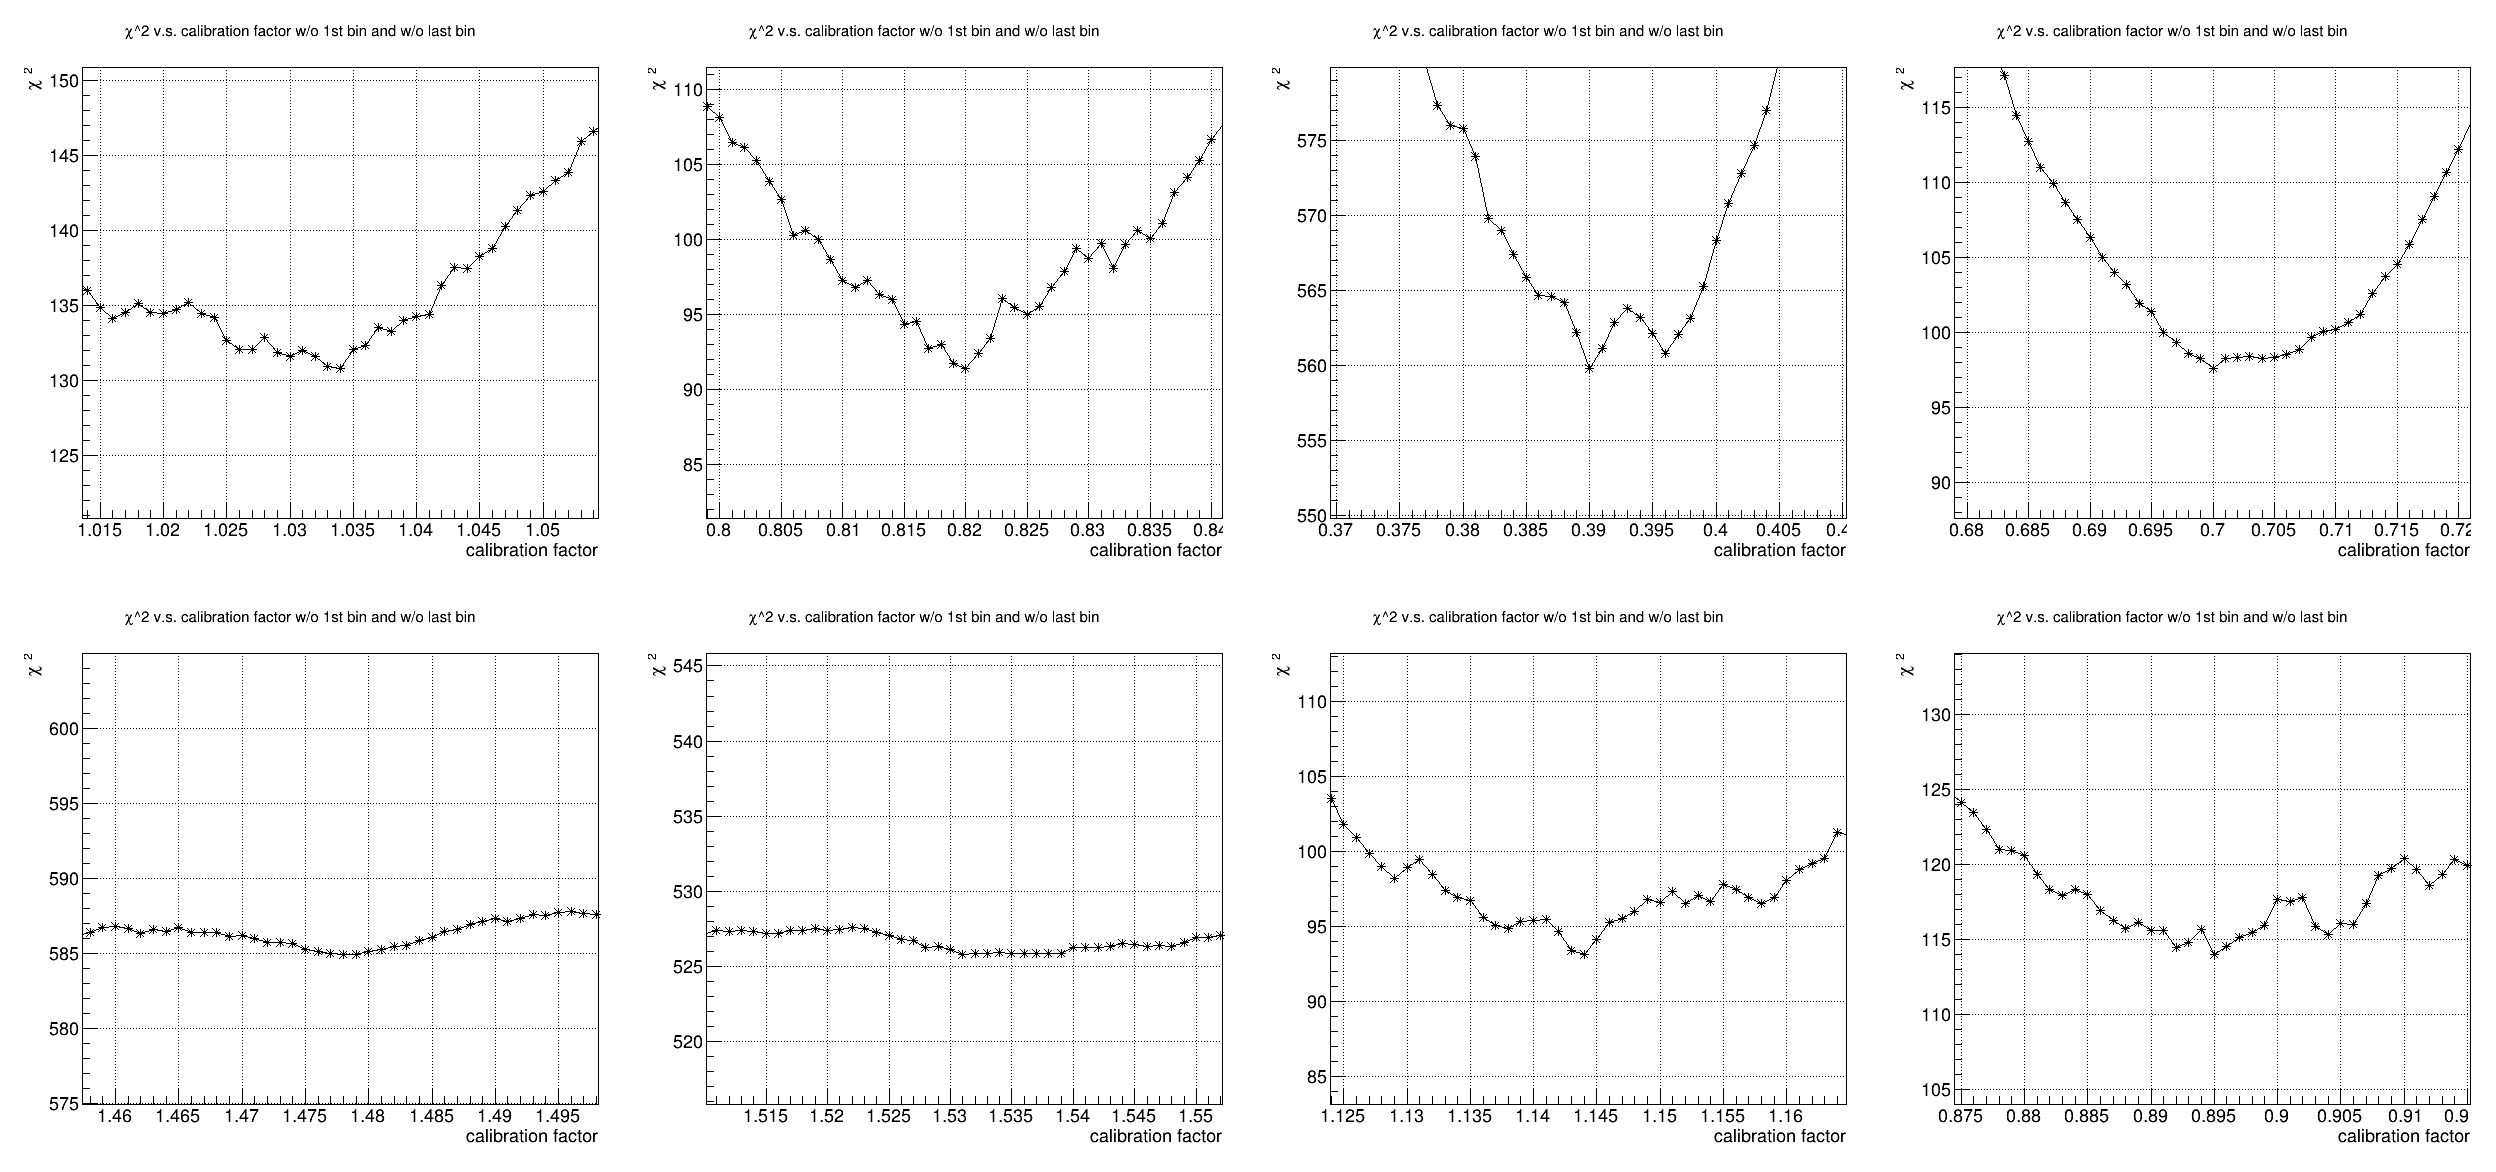 χ^2 v.s. calibration factor w/o 1st bin and w/o last bin
χ 2
150
145
140
135
130
125
1.015 1.02 1.025 1.03 1.035 1.04 1.045 1.05
calibration factor
χ^2 v.s. calibration factor w/o 1st bin and w/o last bin
χ 2
110
105
100
95
90
85
0.8 0.805 0.81 0.815 0.82 0.825 0.83 0.835 0.84
calibration factor
χ^2 v.s. calibration factor w/o 1st bin and w/o last bin
χ 2
575
570
565
560
555
550
0.37 0.375 0.38 0.385 0.39 0.395 0.4 0.405
calibration factor
χ^2 v.s. calibration factor w/o 1st bin and w/o last bin
χ 2
115
110
105
100
95
90
0.68 0.685 0.69 0.695 0.7 0.705 0.71 0.715 0.72
calibration factor
χ^2 v.s. calibration factor w/o 1st bin and w/o last bin
χ 2
600
595
590
585
580
575
1.46 1.465 1.47 1.475 1.48 1.485 1.49 1.495
calibration factor
χ^2 v.s. calibration factor w/o 1st bin and w/o last bin
χ 2
545
540
535
530
525
520
1.515 1.52 1.525 1.53 1.535 1.54 1.545 1.55
calibration factor
χ^2 v.s. calibration factor w/o 1st bin and w/o last bin
χ 2
110
105
100
95
90
85
1.125 1.13 1.135 1.14 1.145 1.15 1.155 1.16
calibration factor
χ^2 v.s. calibration factor w/o 1st bin and w/o last bin
χ 2
130
125
120
115
110
105
0.875 0.88 0.885 0.89 0.895 0.9 0.905 0.91 0.9
calibration factor